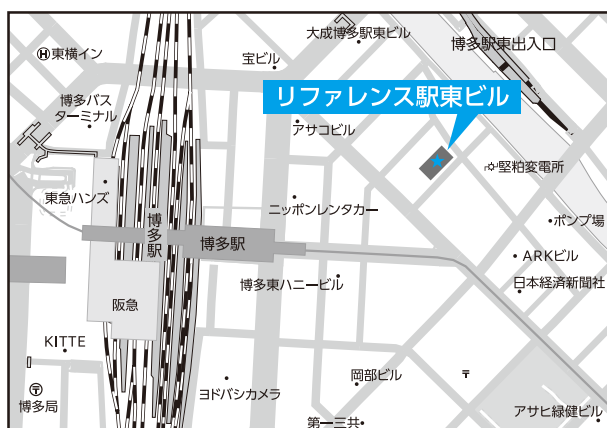 大成博多駅東ビル
博多駅東出入口
東横イン
宝ビル
リファレンス駅東ビル
博多バス
ターミナル
アサコビル
堅粕変電所
東急ハンズ
ニッポンレンタカー
ポンプ場
博多駅
博多駅
ARKビル
博多東ハニービル
日本経済新聞社
阪急
KITTE
岡部ビル
ヨドバシカメラ
博多局
アサヒ緑健ビル
第一三共